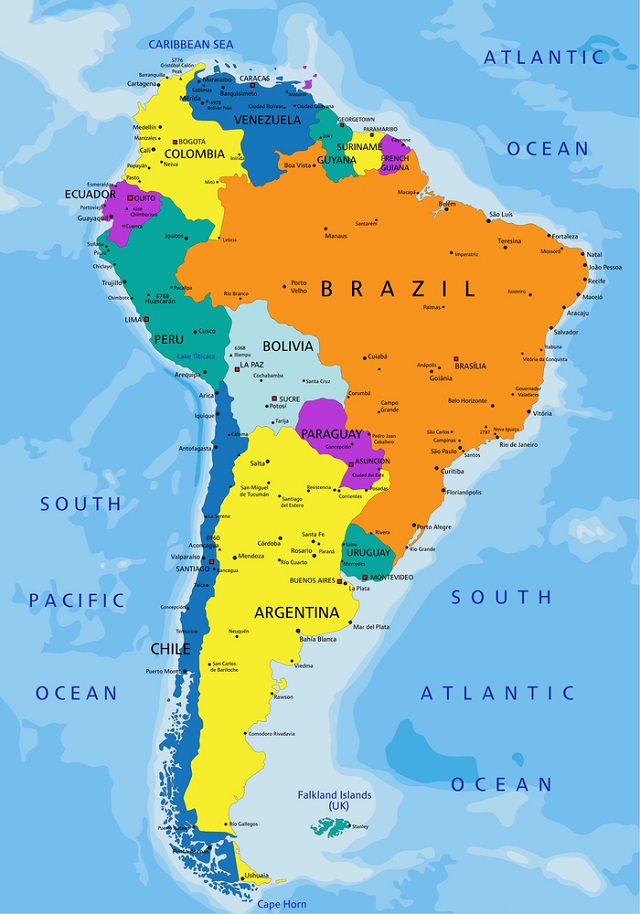 CARIBBEAN SEA
ATLANTIC
OCEAN
5776
Cristóbal Colón
Peak
Barranquilla
Cartagena
Maracaibo
Cabimas
CARACAS
Barquisimeto
Maturín
Mérida
4978
Bolívar Peak
Ciudad Bolívar
Ciudad Guayana
VENEZUELA
GEORGETOWN
PARAMARIBO
Cayenne
2841
SURINAME
GUYANA
FRENCH
GUIANA
Boa Vista
Medellín
Manizales
BOGOTA
Cali
COLOMBIA
Neiva
Inírida
Popayán
Pasto
Mitú
Esmeraldas
ECUADOR
QUITO
Portoviejo
6268
Chimborazo
Guayaquil
Cuenca
Macapá
Belém
São Luís
Santarém
Manaus
Iquitos
Leticia
Fortaleza
Teresina
Mossoró
Natal
João Pessoa
Imperatriz
Sullana
Piura
Chiclayo
Recife
Trujillo
Pucallpa
Chimbote
6768
Huascarán
Porto
Velho
Rio Branco
BRAZIL
Juazeiro
Maceió
Palmas
Aracaju
LIMA
Cusco
PERU
Salvador
Lake Titicaca
6368
Illampu
BOLIVIA
LA PAZ
Cochabamba
Santa Cruz
Cuiabá
Anápolis
BRASÍLIA
Goiânia
Itabuna
Vitória da Conquista
Arequipa
Arica
SUCRE
Potosí
Corumbá
Campo
Grande
Belo Horizonte
Governador
Valadares
Iquique
Tarija
Vitória
PARAGUAY
Concepción
Pedro Juan
Caballero
São Carlos
Campinas
2787
Nova Iguaçu
Rio de Janeiro
São Paulo
Santos
Calama
Antofagasta
Salta
ASUNCION
Ciudad del Este
Curitiba
San Miguel
de Tucumán
Resistencia
Corrientes
Posadas
Santiago
del Estero
Florianópolis
SOUTH
La Serena
6960
Aconcagua
Córdoba
Santa Fe
Paraná
Rosario
Río Cuarto
Salto
Rivera
Porto Alegre
Rio Grande
URUGUAY
Mercedes
Valparaíso
Mendoza
SANTIAGO
Rancagua
BUENOS AIRES
MONTEVIDEO
La Plata
Talca
PACIFIC
SOUTH
Concepción
ARGENTINA
Mar del Plata
Temuco
Neuquén
Bahía Blanca
CHILE
San Carlos
de Bariloche
Viedma
Puerto Montt
OCEAN
ATLANTIC
Rawson
Comodoro Rivadavia
OCEAN
Falkland Islands
(UK)
Stanley
Río Gallegos
Ushuaia
Cape Horn